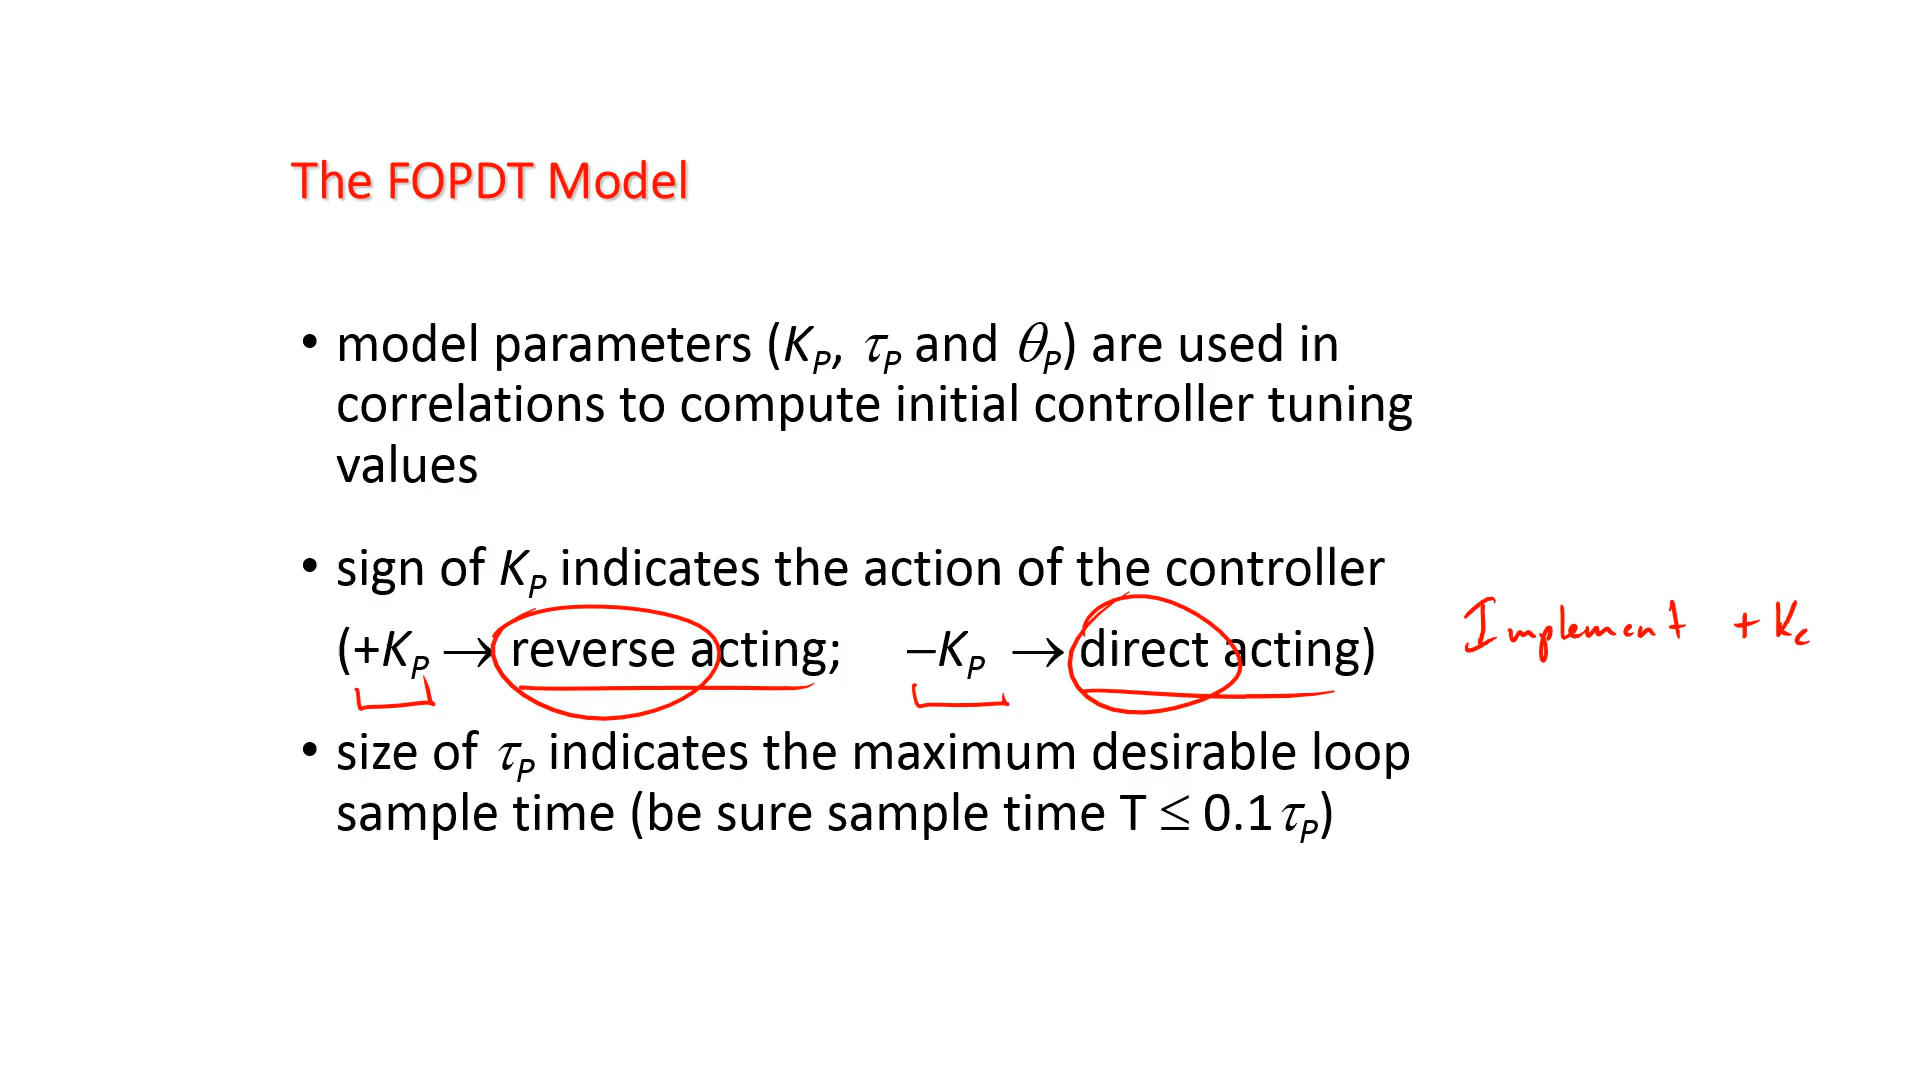 The FOPDT Model
• model parameters (K_P, τ_P and θ_P) are used in
correlations to compute initial controller tuning
values
• sign of K_P indicates the action of the controller
(+K_P → reverse acting; –K_P → direct acting)
Implement +K_c
• size of τ_P indicates the maximum desirable loop
sample time (be sure sample time T ≤ 0.1τ_P)